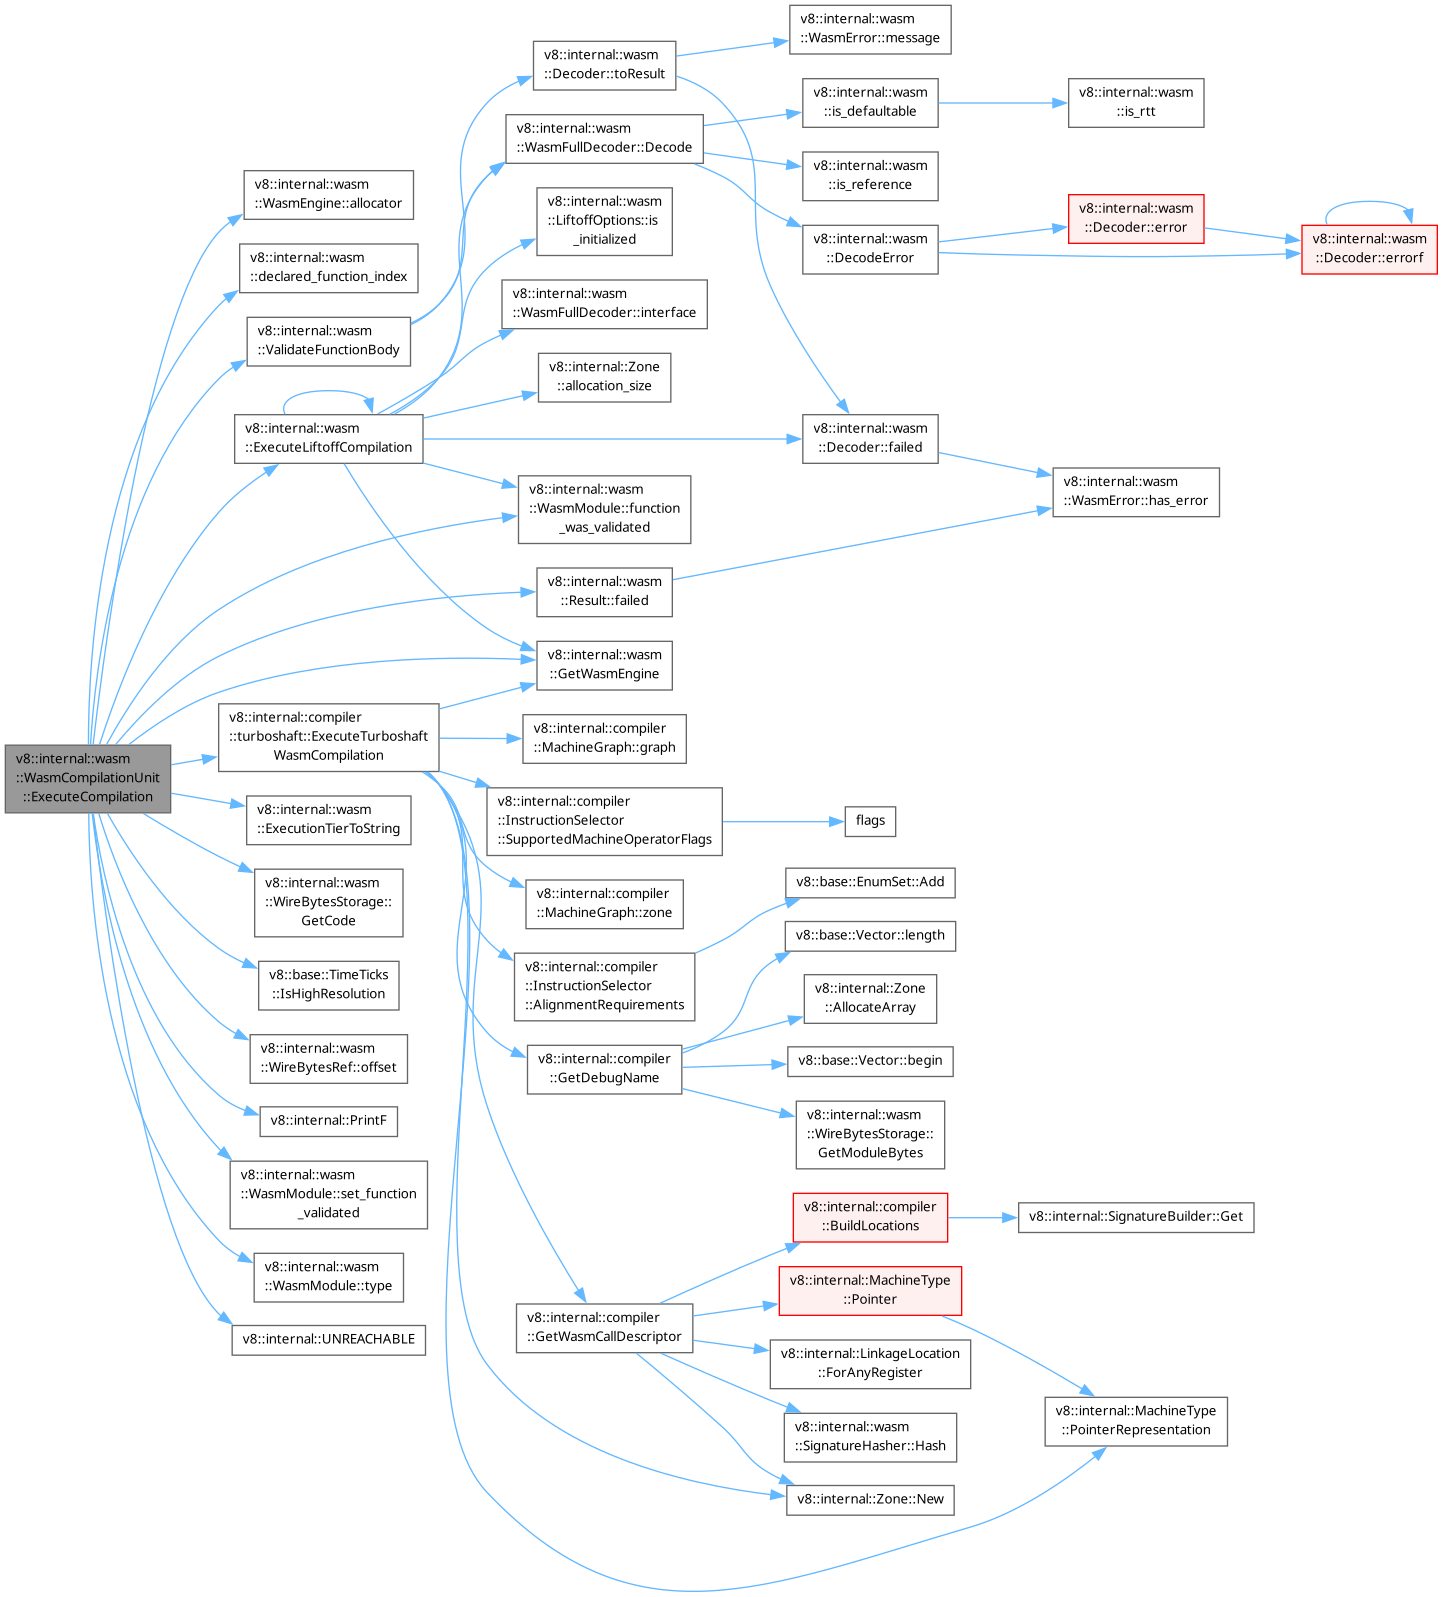 v8::internal::wasm
::WasmCompilationUnit
::ExecuteCompilation
v8::internal::wasm
::WasmEngine::allocator
v8::internal::wasm
::declared_function_index
v8::internal::wasm
::ValidateFunctionBody
v8::internal::wasm
::ExecuteLiftoffCompilation
v8::internal::compiler
::turboshaft::ExecuteTurboshaft
WasmCompilation
v8::internal::wasm
::ExecutionTierToString
v8::internal::wasm
::WireBytesStorage::
GetCode
v8::base::TimeTicks
::IsHighResolution
v8::internal::wasm
::WireBytesRef::offset
v8::internal::PrintF
v8::internal::wasm
::WasmModule::set_function
_validated
v8::internal::wasm
::WasmModule::type
v8::internal::UNREACHABLE
v8::internal::wasm
::Decoder::toResult
v8::internal::wasm
::WasmFullDecoder::Decode
v8::internal::wasm
::LiftoffOptions::is
_initialized
v8::internal::wasm
::WasmFullDecoder::interface
v8::internal::Zone
::allocation_size
v8::internal::wasm
::WasmModule::function
_was_validated
v8::internal::wasm
::Result::failed
v8::internal::wasm
::GetWasmEngine
v8::internal::compiler
::MachineGraph::graph
v8::internal::compiler
::InstructionSelector
::SupportedMachineOperatorFlags
v8::internal::compiler
::MachineGraph::zone
v8::internal::compiler
::InstructionSelector
::AlignmentRequirements
v8::internal::compiler
::GetDebugName
v8::internal::compiler
::GetWasmCallDescriptor
v8::internal::wasm
::WasmError::message
v8::internal::wasm
::is_defaultable
v8::internal::wasm
::is_reference
v8::internal::wasm
::DecodeError
v8::internal::wasm
::Decoder::failed
flags
v8::base::EnumSet::Add
v8::base::Vector::length
v8::internal::Zone
::AllocateArray
v8::base::Vector::begin
v8::internal::wasm
::WireBytesStorage::
GetModuleBytes
v8::internal::compiler
::BuildLocations
v8::internal::MachineType
::Pointer
v8::internal::LinkageLocation
::ForAnyRegister
v8::internal::wasm
::SignatureHasher::Hash
v8::internal::Zone::New
v8::internal::wasm
::is_rtt
v8::internal::wasm
::Decoder::error
v8::internal::wasm
::WasmError::has_error
v8::internal::SignatureBuilder::Get
v8::internal::MachineType
::PointerRepresentation
v8::internal::wasm
::Decoder::errorf